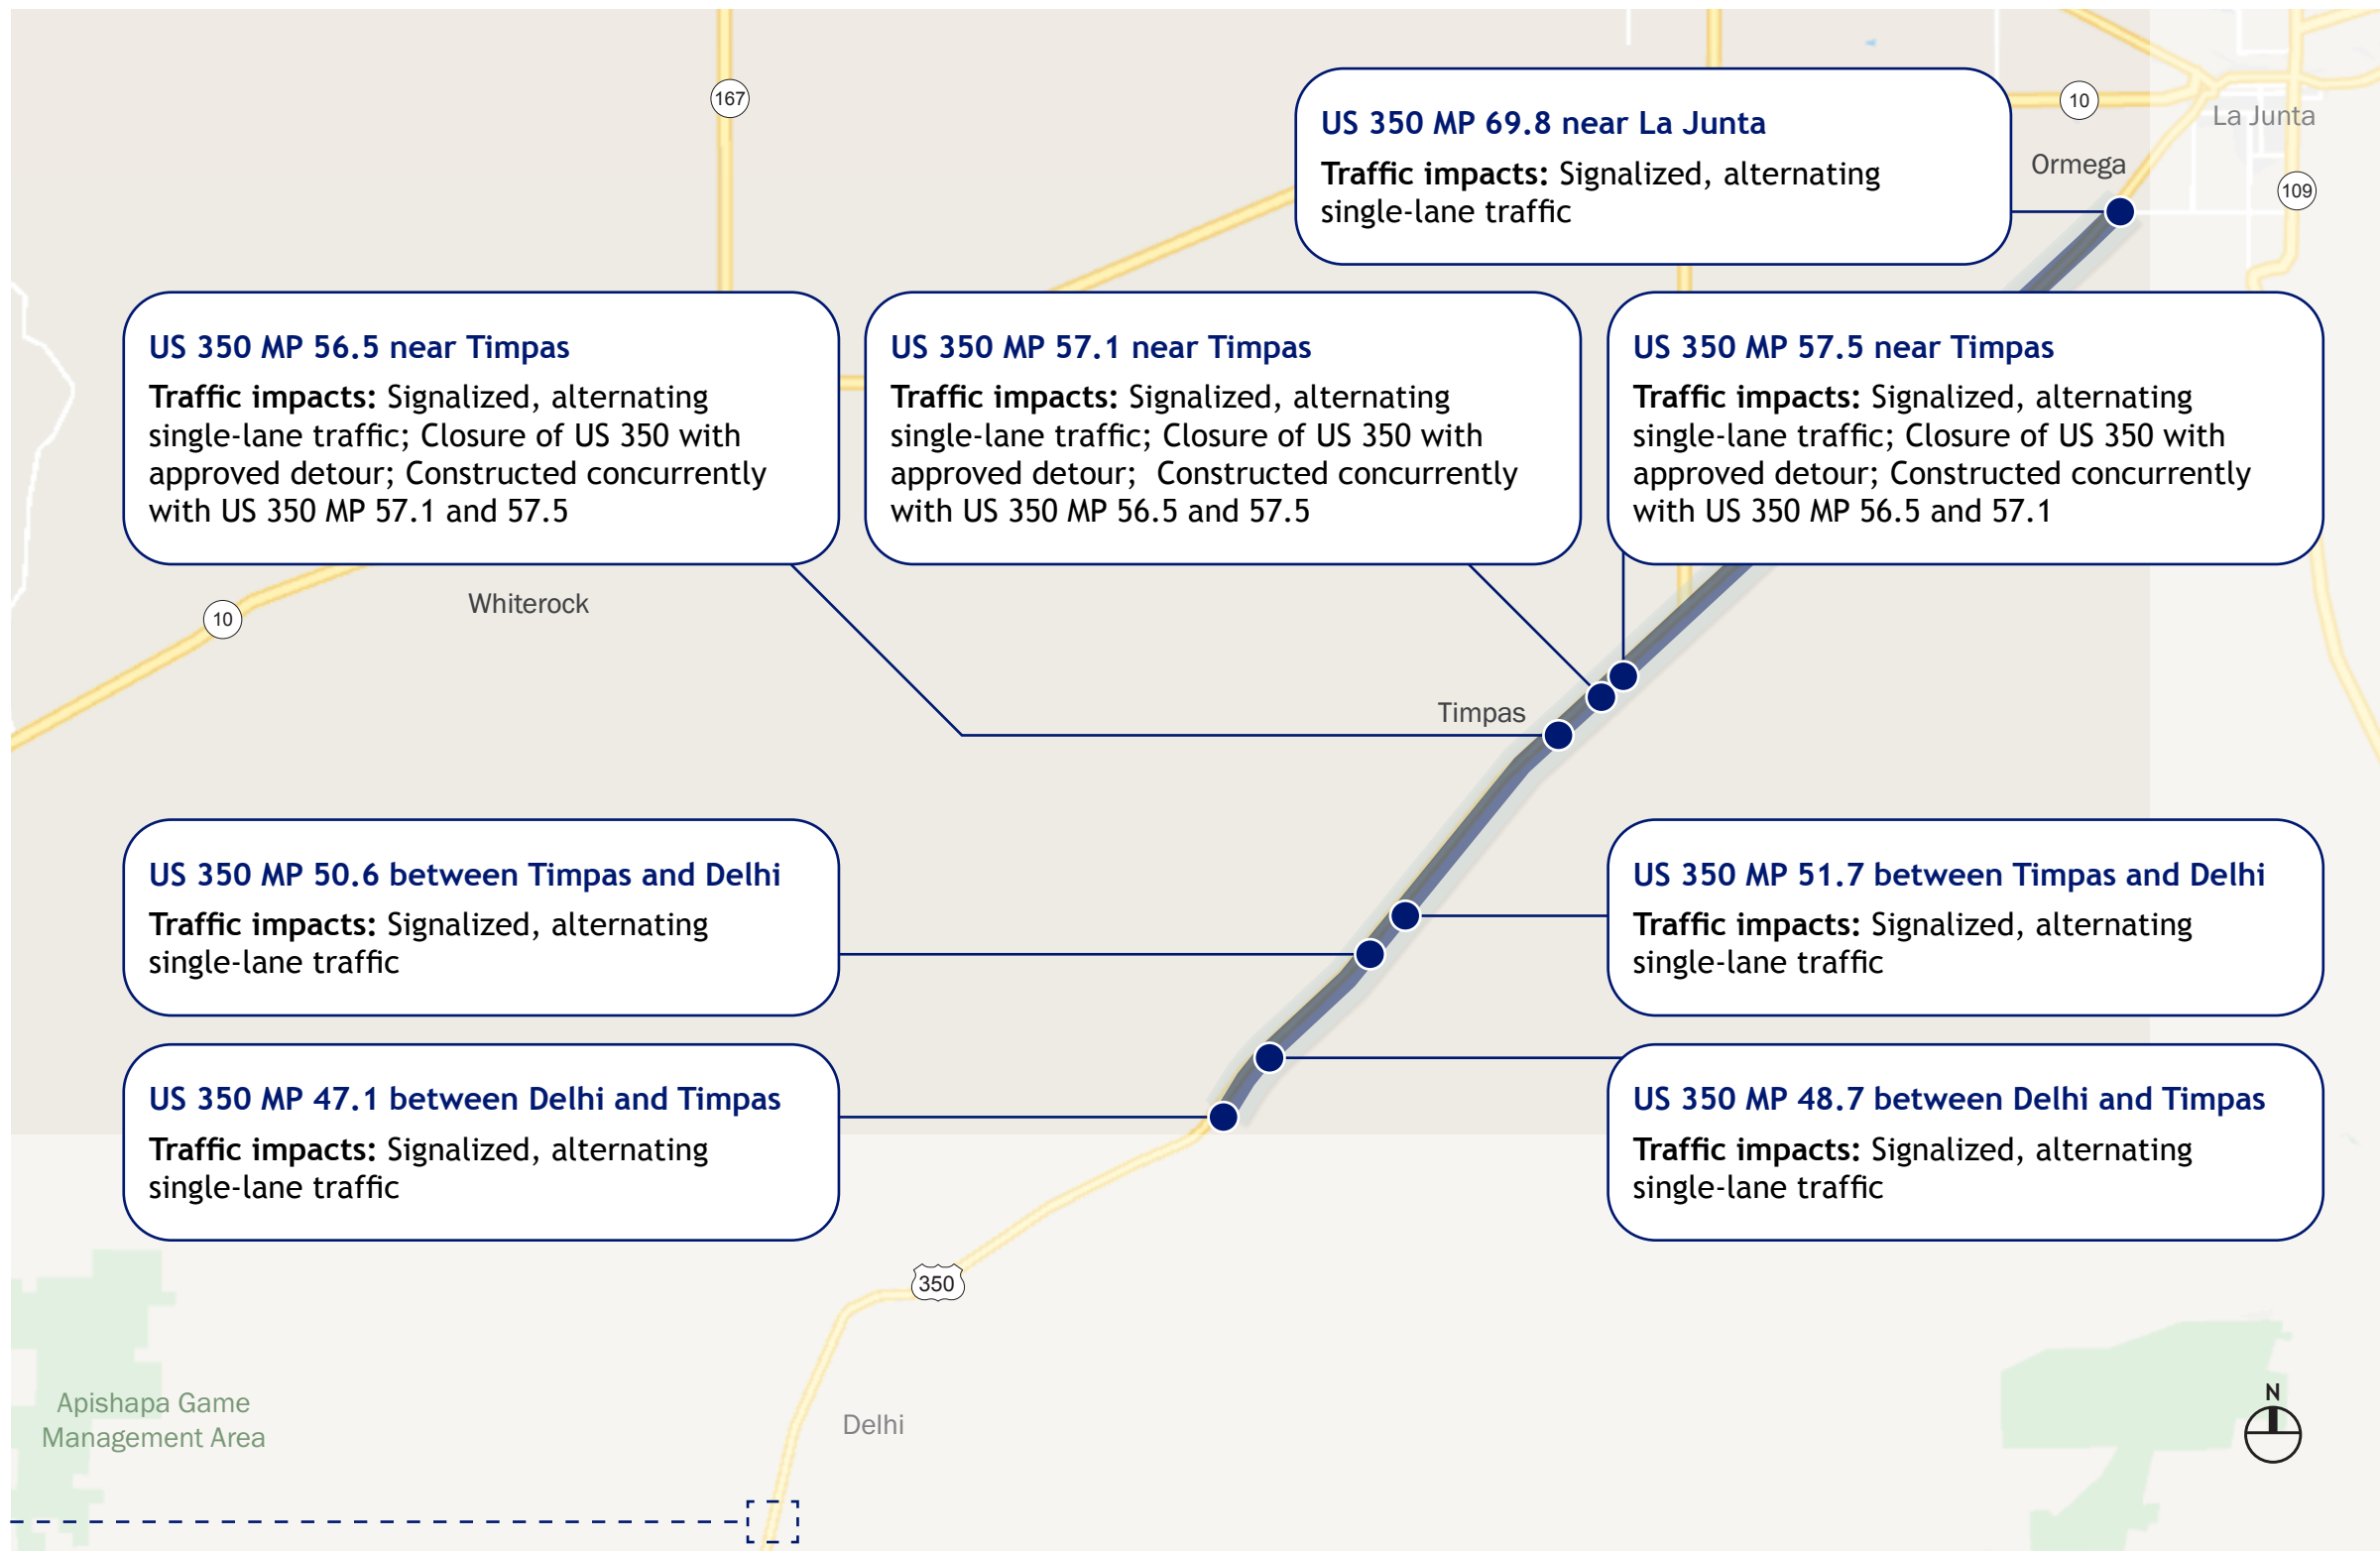 167
10
La Junta
Ormega
109
US 350 MP 69.8 near La Junta
Traffic impacts: Signalized, alternating
single-lane traffic
US 350 MP 56.5 near Timpas
Traffic impacts: Signalized, alternating
single-lane traffic; Closure of US 350 with
approved detour; Constructed concurrently
with US 350 MP 57.1 and 57.5
US 350 MP 57.1 near Timpas
Traffic impacts: Signalized, alternating
single-lane traffic; Closure of US 350 with
approved detour;  Constructed concurrently
with US 350 MP 56.5 and 57.5
US 350 MP 57.5 near Timpas
Traffic impacts: Signalized, alternating
single-lane traffic; Closure of US 350 with
approved detour; Constructed concurrently
with US 350 MP 56.5 and 57.1
10
Whiterock
Timpas
US 350 MP 50.6 between Timpas and Delhi
Traffic impacts: Signalized, alternating
single-lane traffic
US 350 MP 51.7 between Timpas and Delhi
Traffic impacts: Signalized, alternating
single-lane traffic
US 350 MP 47.1 between Delhi and Timpas
Traffic impacts: Signalized, alternating
single-lane traffic
US 350 MP 48.7 between Delhi and Timpas
Traffic impacts: Signalized, alternating
single-lane traffic
350
Apishapa Game
Management Area
Delhi
N